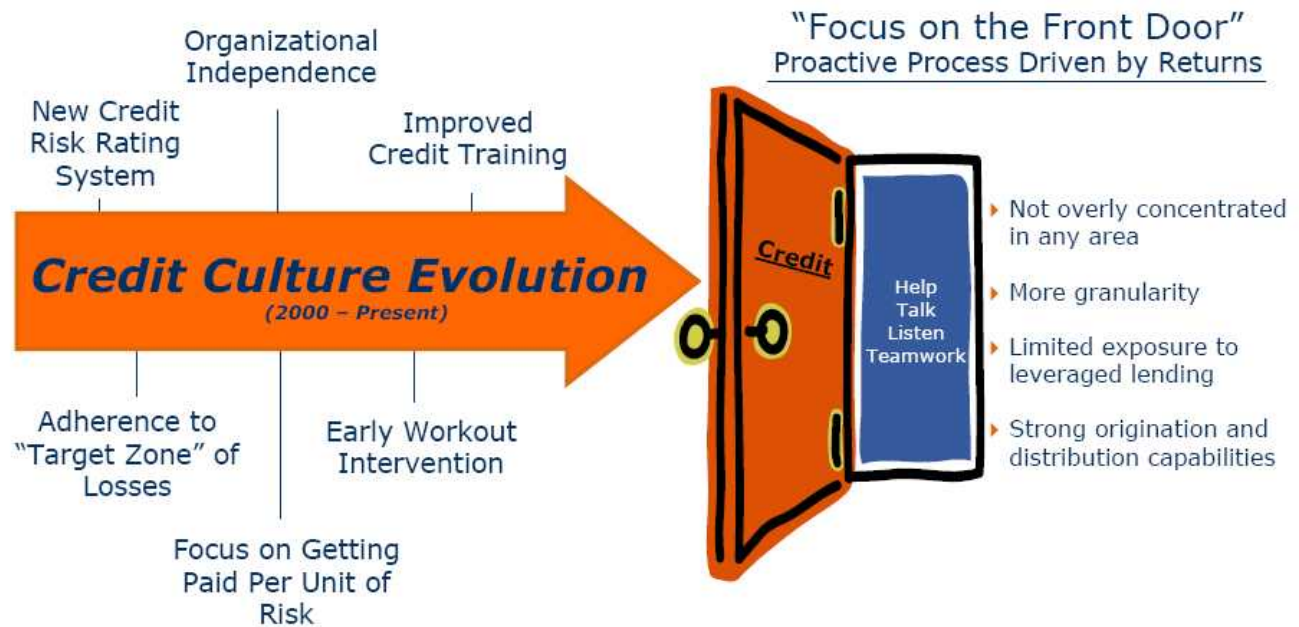 Organizational
Independence
New Credit
Risk Rating
System
Improved
Credit Training
Credit Culture Evolution
(2000 – Present)
Adherence to
“Target Zone” of
Losses
Early Workout
Intervention
Focus on Getting
Paid Per Unit of
Risk
“Focus on the Front Door”
Proactive Process Driven by Returns
Credit
Help
Talk
Listen
Teamwork
Not overly concentrated
in any area
More granularity
Limited exposure to
leveraged lending
Strong origination and
distribution capabilities